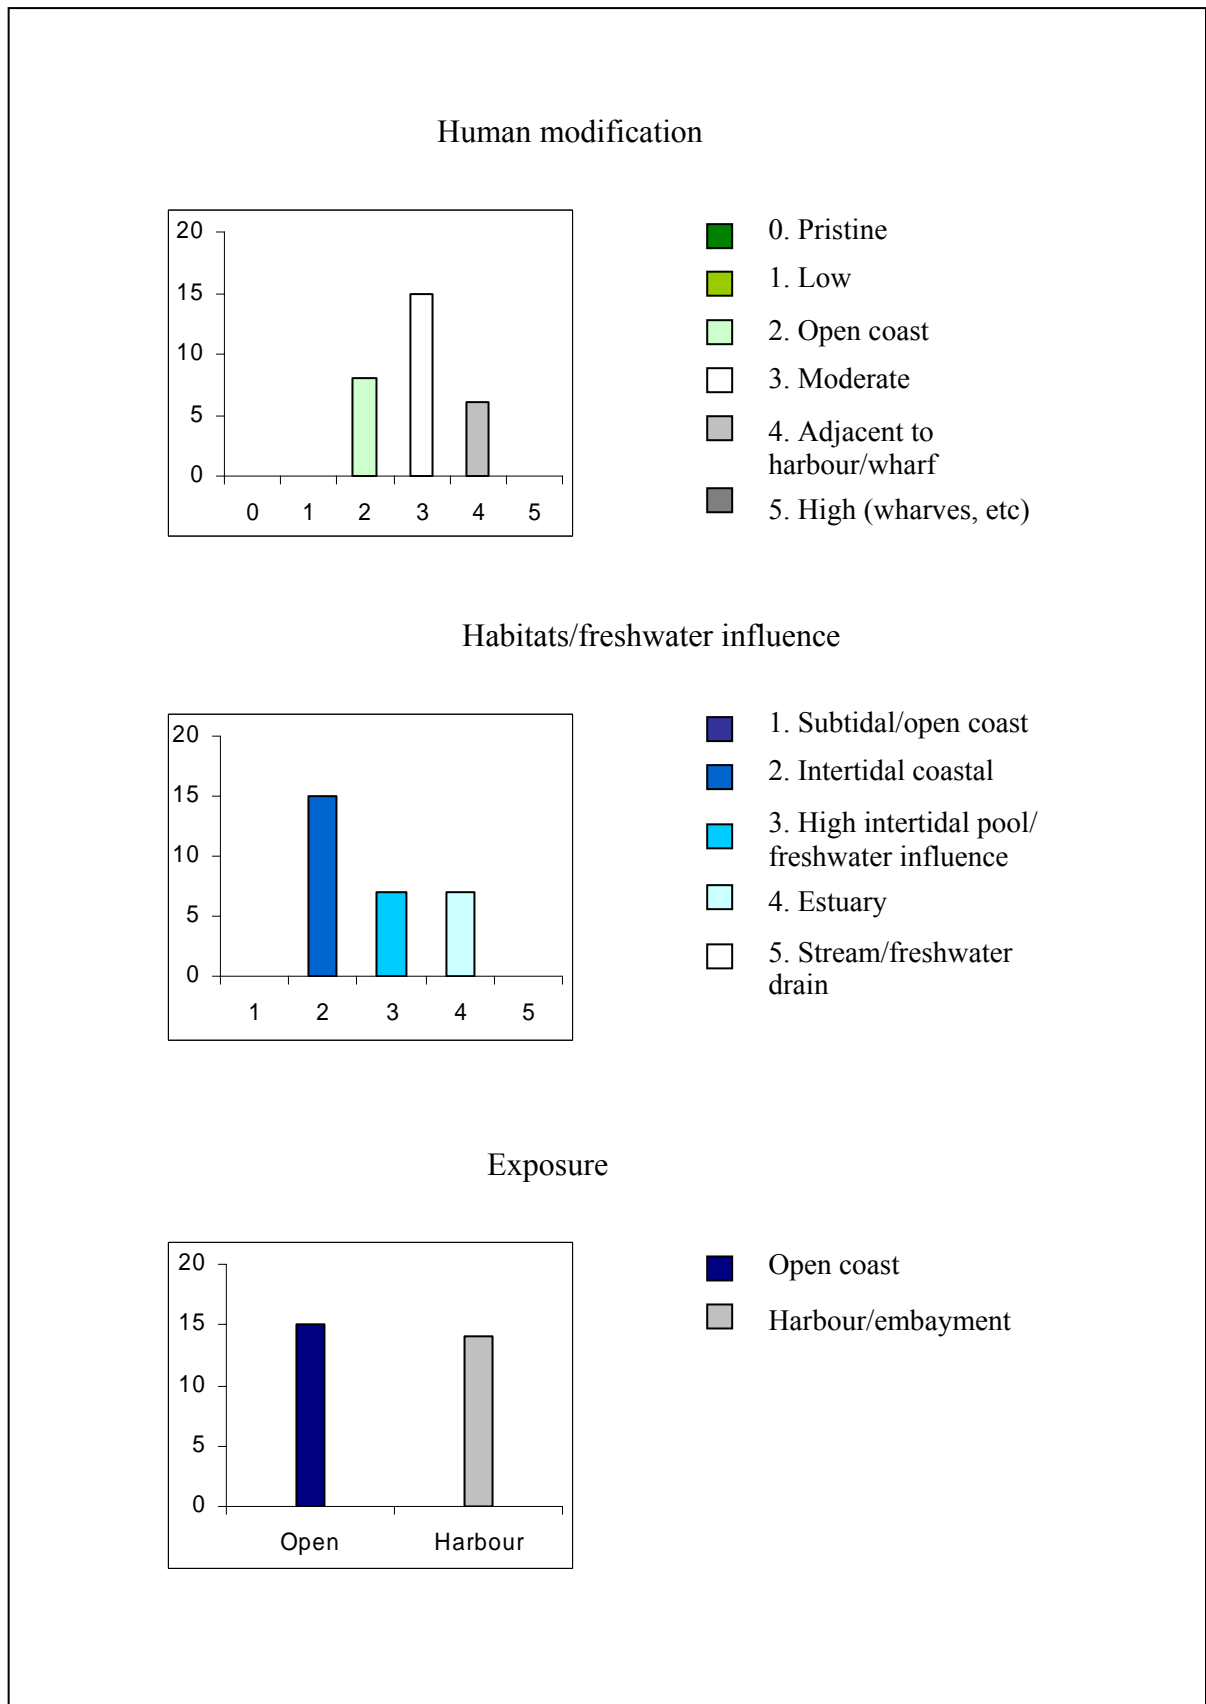 Human modification
20
15
10
5
0
0 1 2 3 4 5
0. Pristine
1. Low
2. Open coast
3. Moderate
4. Adjacent to
harbour/wharf
5. High (wharves, etc)
Habitats/freshwater influence
20
15
10
5
0
1 2 3 4 5
1. Subtidal/open coast
2. Intertidal coastal
3. High intertidal pool/
freshwater influence
4. Estuary
5. Stream/freshwater
drain
Exposure
20
15
10
5
0
Open Harbour
Open coast
Harbour/embayment